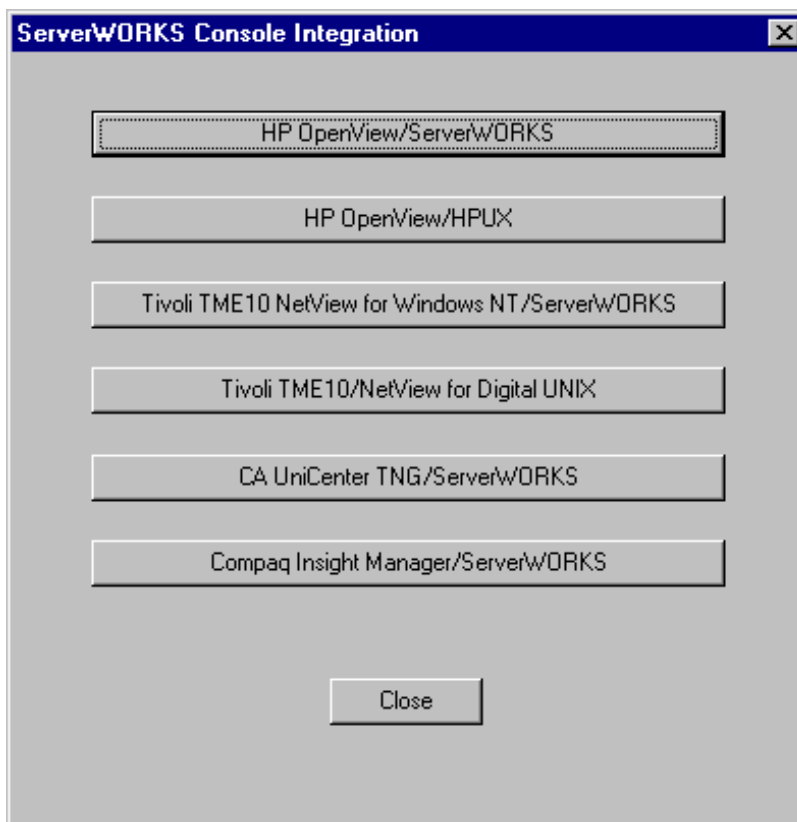 ServerWORKS Console Integration
HP OpenView/ServerWORKS
HP OpenView/HPUX
Tivoli TME10 NetView for Windows NT/ServerWORKS
Tivoli TME10/NetView for Digital UNIX
CA UniCenter TNG/ServerWORKS
Compaq Insight Manager/ServerWORKS
Close